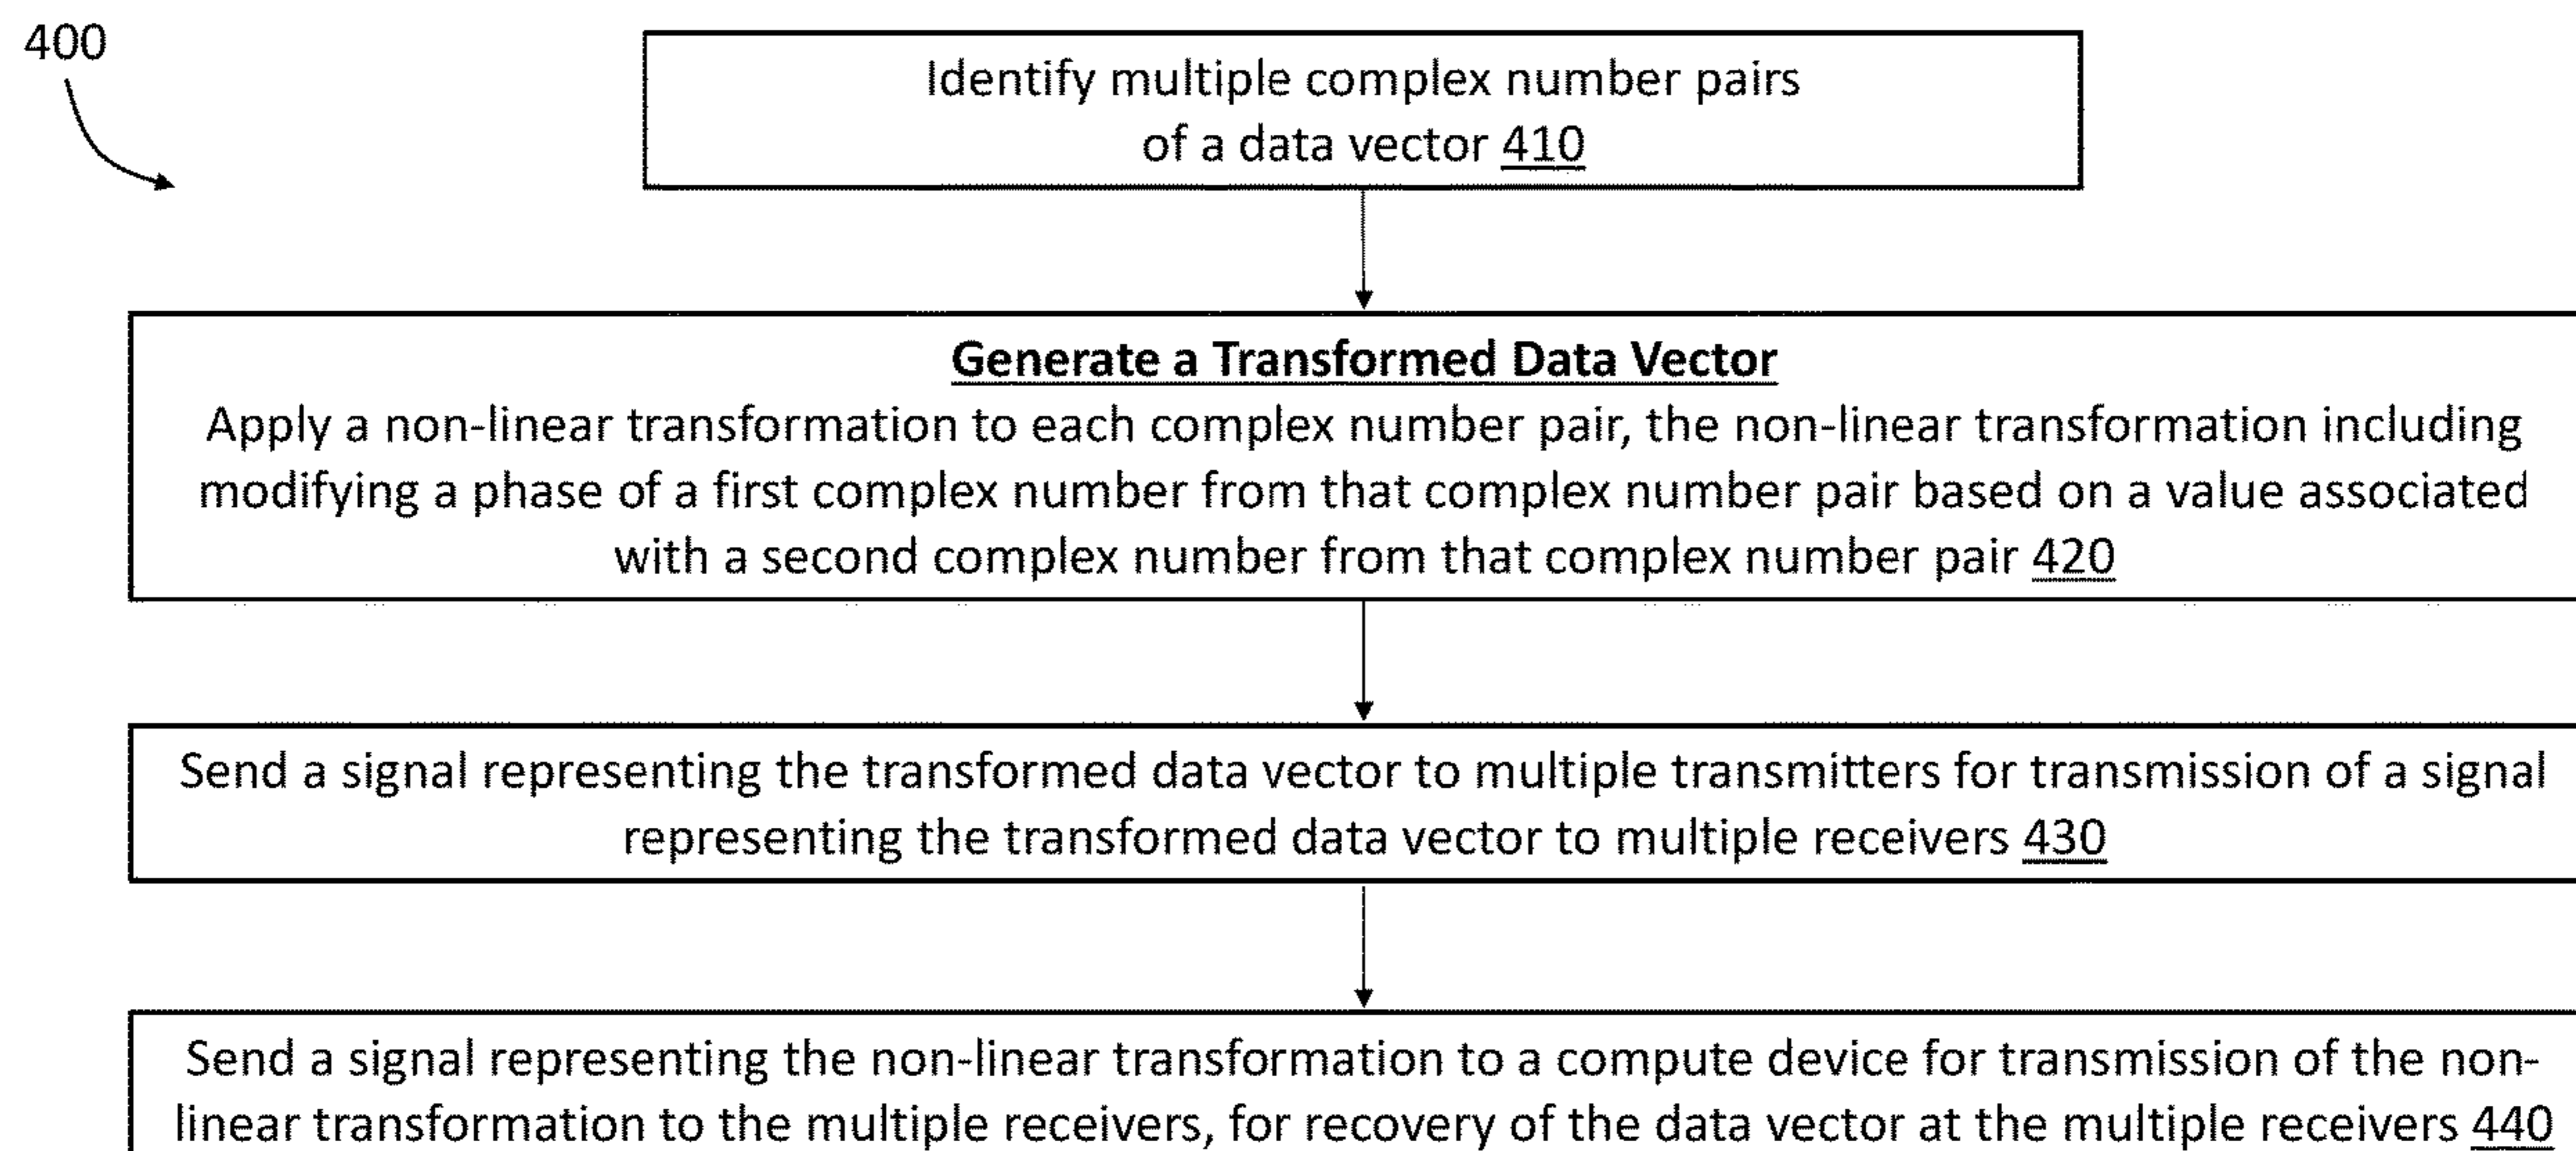 400
Identify multiple complex number pairs
of a data vector 410
Generate a Transformed Data Vector
Apply a non-linear transformation to each complex number pair, the non-linear transformation including
modifying a phase of a first complex number from that complex number pair based on a value associated
with a second complex number from that complex number pair 420
Send a signal representing the transformed data vector to multiple transmitters for transmission of a signal
representing the transformed data vector to multiple receivers 430
Send a signal representing the non-linear transformation to a compute device for transmission of the non-
linear transformation to the multiple receivers, for recovery of the data vector at the multiple receivers 440